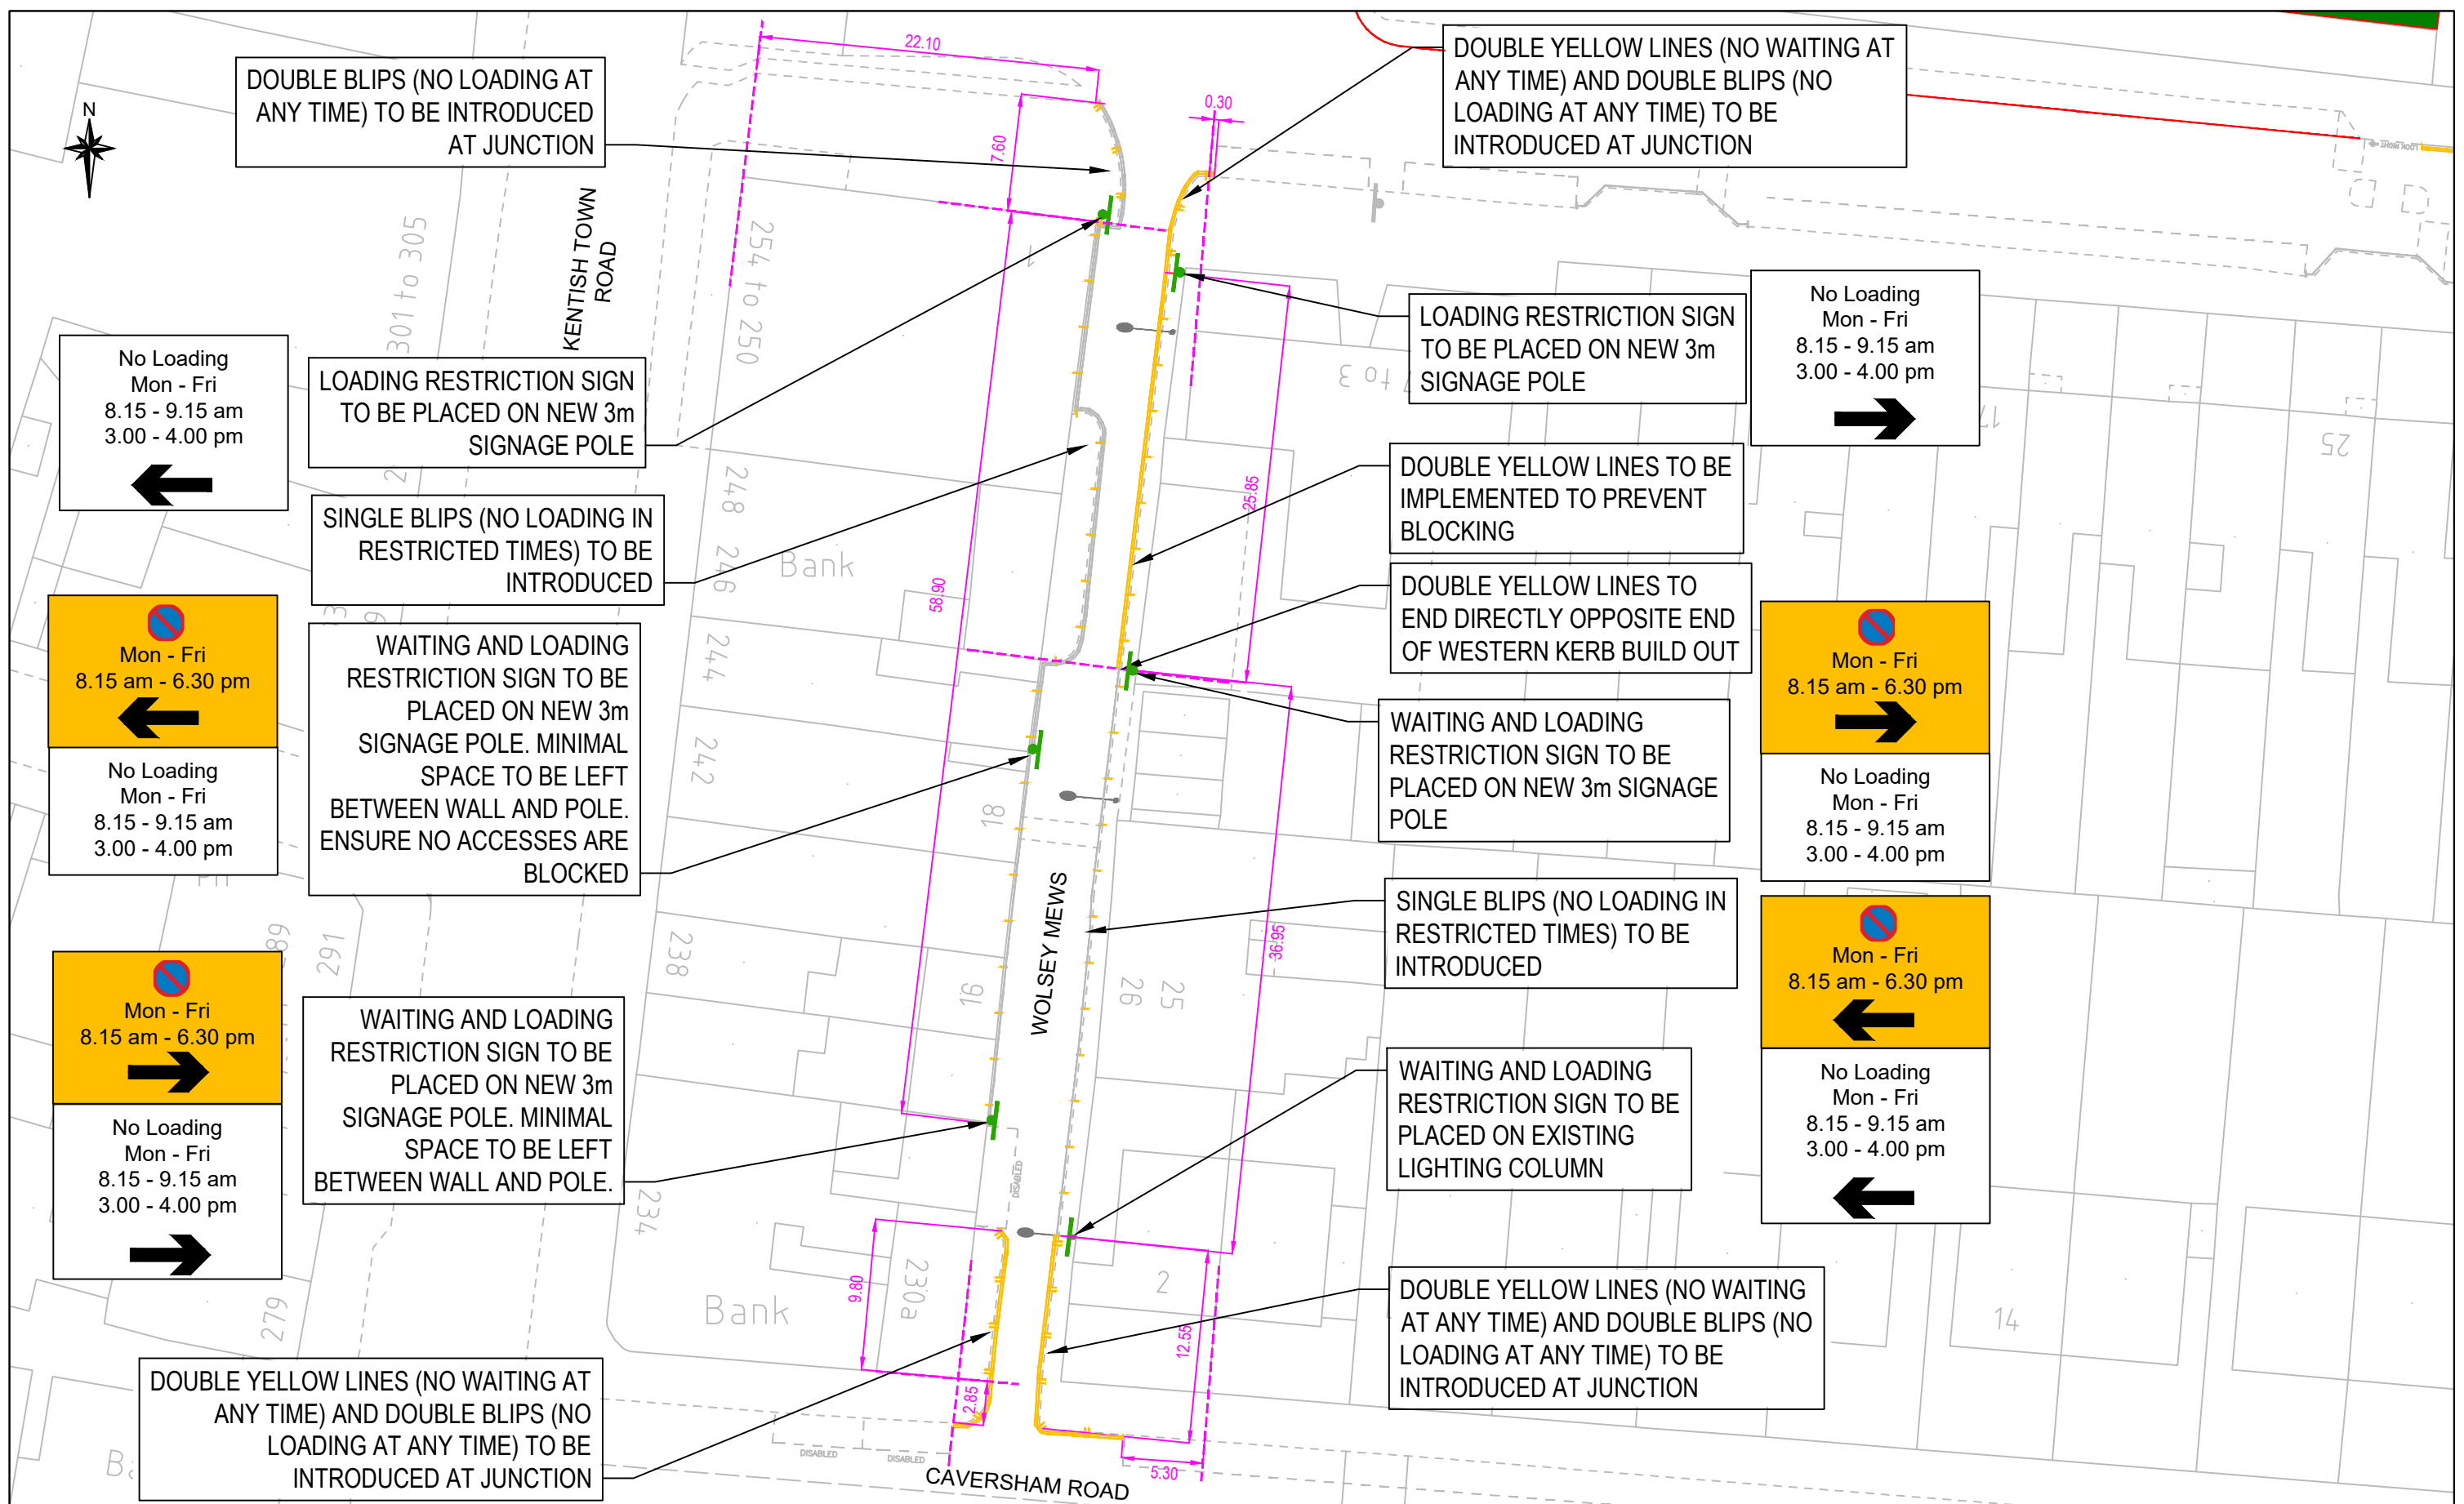 22.10
DOUBLE BLIPS (NO LOADING AT
ANY TIME) TO BE INTRODUCED
AT JUNCTION
DOUBLE YELLOW LINES (NO WAITING AT
ANY TIME) AND DOUBLE BLIPS (NO
LOADING AT ANY TIME) TO BE
INTRODUCED AT JUNCTION
0.30
N
7.60
LOOK RIGHT
KENTISH TOWN
ROAD
301 to 305
254 to 250
1
No Loading
Mon - Fri
8.15 - 9.15 am
3.00 - 4.00 pm
LOADING RESTRICTION SIGN
TO BE PLACED ON NEW 3m
SIGNAGE POLE
LOADING RESTRICTION SIGN
TO BE PLACED ON NEW 3m
SIGNAGE POLE
No Loading
Mon - Fri
8.15 - 9.15 am
3.00 - 4.00 pm
7 to 3
17
25
SINGLE BLIPS (NO LOADING IN
RESTRICTED TIMES) TO BE
INTRODUCED
248
246
Bank
58.90
25.85
DOUBLE YELLOW LINES TO BE
IMPLEMENTED TO PREVENT
BLOCKING
DOUBLE YELLOW LINES TO
END DIRECTLY OPPOSITE END
OF WESTERN KERB BUILD OUT
Mon - Fri
8.15 am - 6.30 pm
No Loading
Mon - Fri
8.15 - 9.15 am
3.00 - 4.00 pm
WAITING AND LOADING
RESTRICTION SIGN TO BE
PLACED ON NEW 3m
SIGNAGE POLE. MINIMAL
SPACE TO BE LEFT
BETWEEN WALL AND POLE.
ENSURE NO ACCESSES ARE
BLOCKED
244
242
18
WAITING AND LOADING
RESTRICTION SIGN TO BE
PLACED ON NEW 3m SIGNAGE
POLE
Mon - Fri
8.15 am - 6.30 pm
No Loading
Mon - Fri
8.15 - 9.15 am
3.00 - 4.00 pm
289
291
238
16
WOLSEY MEWS
26
25
36.95
SINGLE BLIPS (NO LOADING IN
RESTRICTED TIMES) TO BE
INTRODUCED
Mon - Fri
8.15 am - 6.30 pm
No Loading
Mon - Fri
8.15 - 9.15 am
3.00 - 4.00 pm
Mon - Fri
8.15 am - 6.30 pm
No Loading
Mon - Fri
8.15 - 9.15 am
3.00 - 4.00 pm
WAITING AND LOADING
RESTRICTION SIGN TO BE
PLACED ON NEW 3m
SIGNAGE POLE. MINIMAL
SPACE TO BE LEFT
BETWEEN WALL AND POLE.
234
DISABLED
WAITING AND LOADING
RESTRICTION SIGN TO BE
PLACED ON EXISTING
LIGHTING COLUMN
279
Bank
9.80
230a
2
12.55
14
DOUBLE YELLOW LINES (NO WAITING
AT ANY TIME) AND DOUBLE BLIPS (NO
LOADING AT ANY TIME) TO BE
INTRODUCED AT JUNCTION
DOUBLE YELLOW LINES (NO WAITING AT
ANY TIME) AND DOUBLE BLIPS (NO
LOADING AT ANY TIME) TO BE
INTRODUCED AT JUNCTION
2.85
DISABLED
DISABLED
CAVERSHAM ROAD
5.30